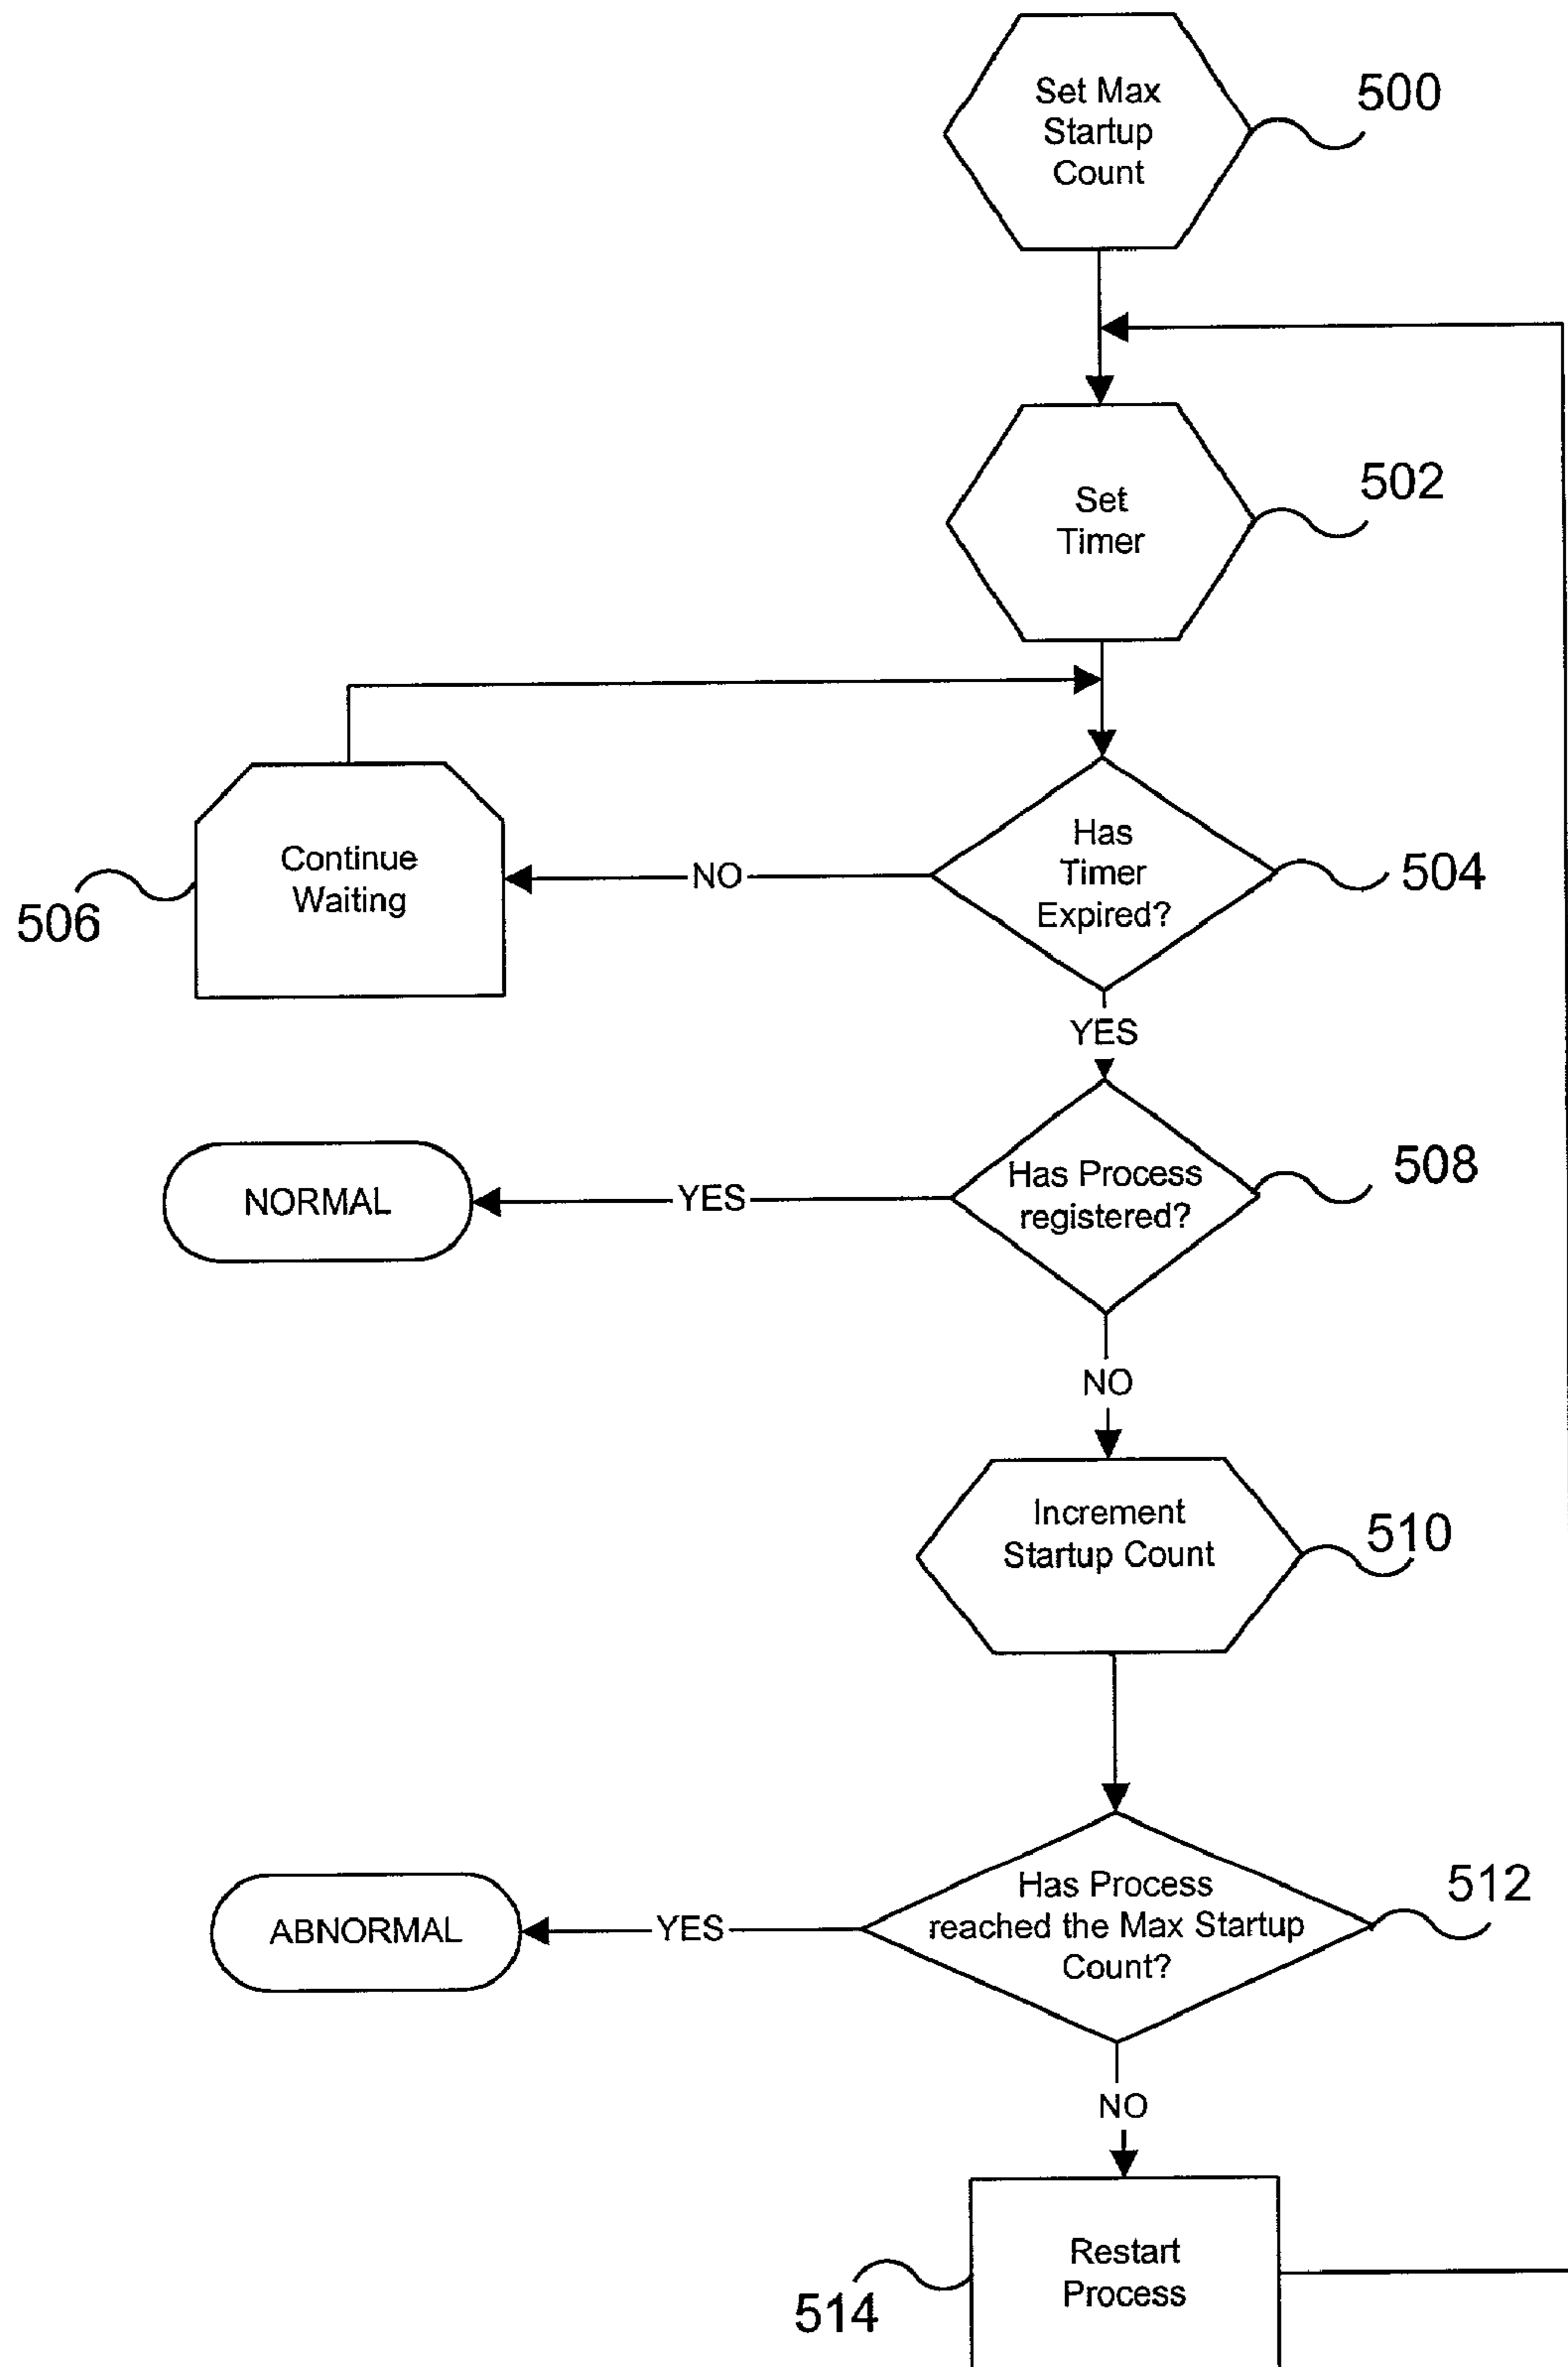 Set Max
Startup
Count
500
Set
Timer
502
Has
Timer
Expired?
504
NO
Continue
Waiting
506
YES
Has Process
registered?
508
YES
NORMAL
NO
Increment
Startup Count
510
Has Process
reached the Max Startup
Count?
512
YES
ABNORMAL
NO
Restart
Process
514